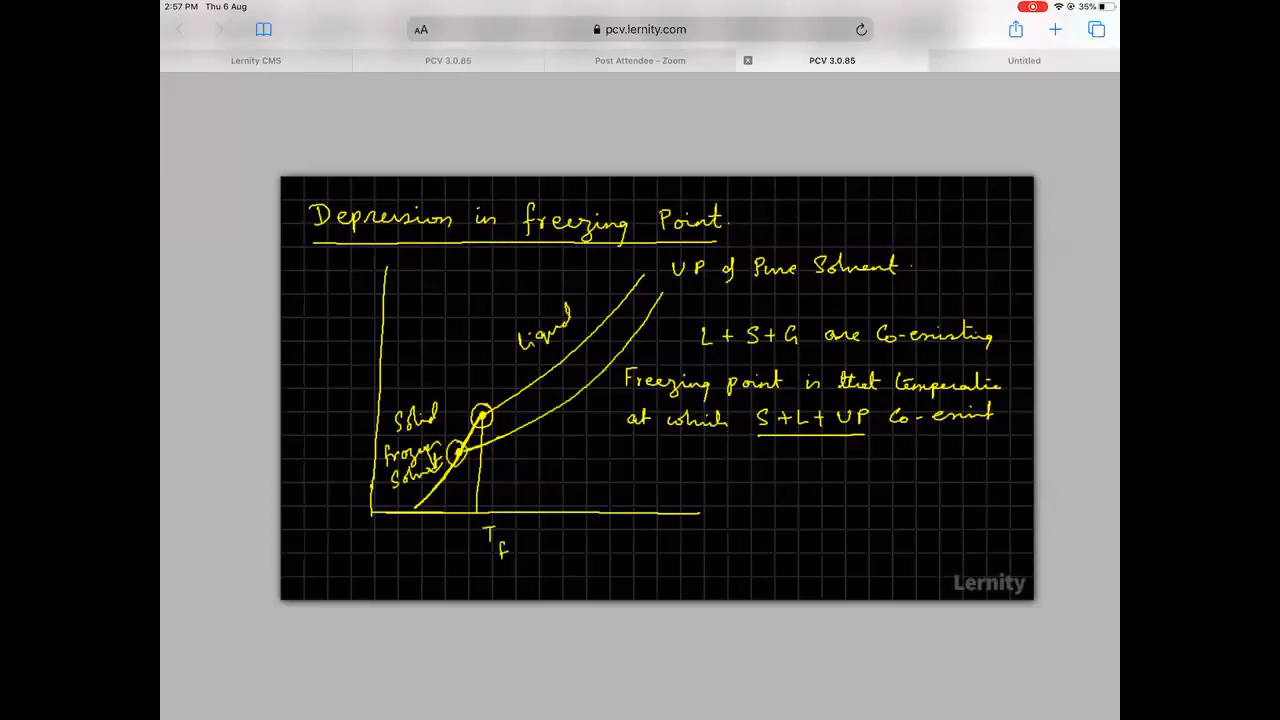 2:57 PM Thu 6 Aug
35%
AA
pcv.lernity.com
Lernity CMS
PCV 3.0.85
Post Attendee - Zoom
PCV 3.0.85
Untitled
Depression in freezing Point.
VP of Pure Solvent.
Liquid
L + S + G are Co-existing
Freezing point is that temperature
at which S + L + VP Co-exist
Solid
frozen
Solvent
T
f
Lernity